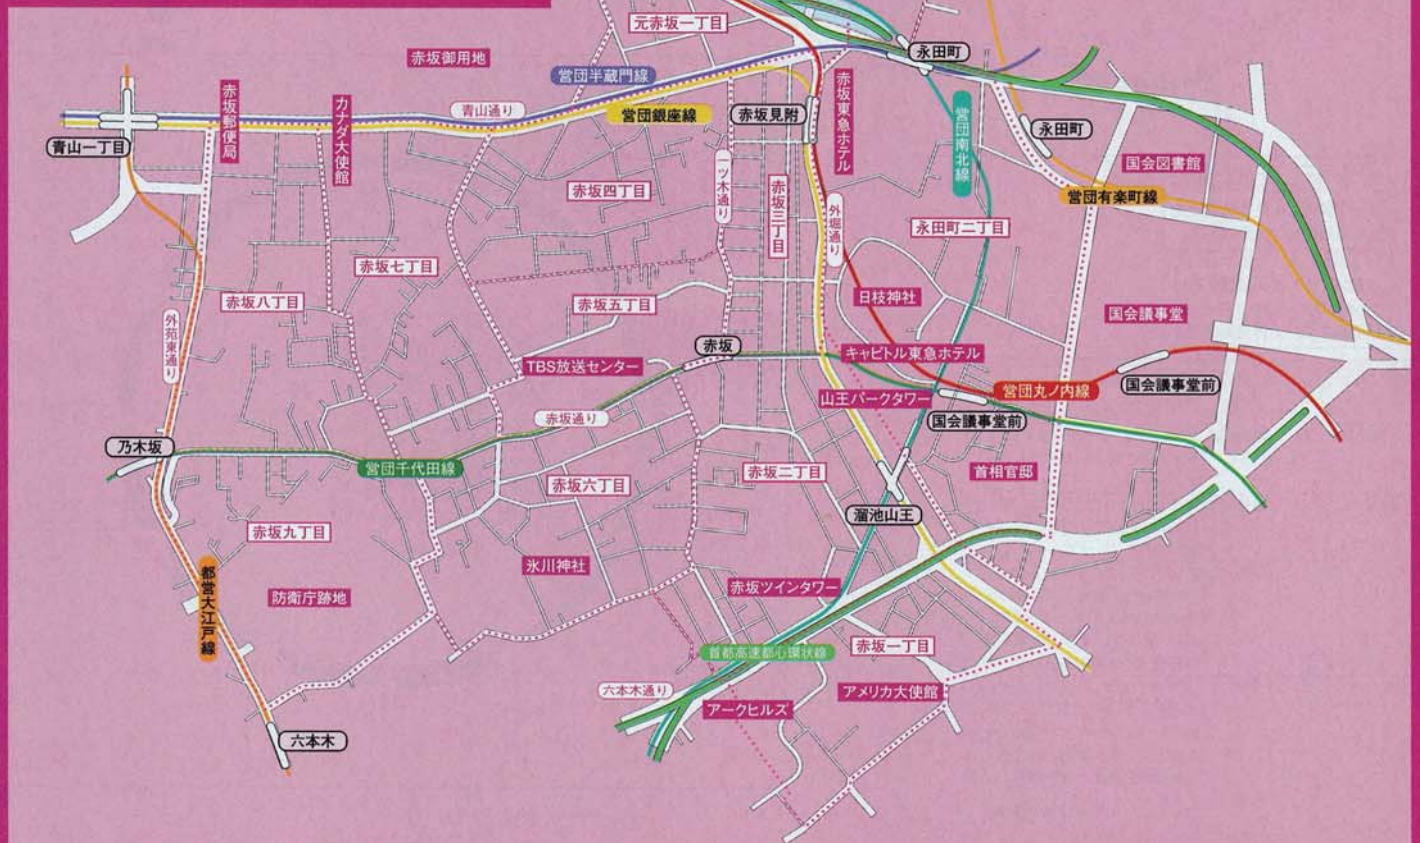 元赤坂一丁目
永田町
赤坂御用地
営団半蔵門線
青山通り
営団銀座線
赤坂見附
赤坂東急ホテル
営団南北線
永田町
国会図書館
営団有楽町線
赤坂郵便局
カナダ大使館
青山一丁目
赤坂四丁目
一ツ木通り
赤坂三丁目
外堀通り
永田町二丁目
赤坂七丁目
赤坂八丁目
赤坂五丁目
日枝神社
国会議事堂
外苑東通り
赤坂
TBS放送センター
キャピトル東急ホテル
山王パークタワー
営団丸ノ内線
国会議事堂前
国会議事堂前
赤坂通り
乃木坂
営団千代田線
赤坂六丁目
赤坂二丁目
首相官邸
溜池山王
赤坂九丁目
氷川神社
都営大江戸線
防衛庁跡地
赤坂ツインタワー
首都高速都心環状線
赤坂一丁目
六本木通り
アークヒルズ
アメリカ大使館
六本木